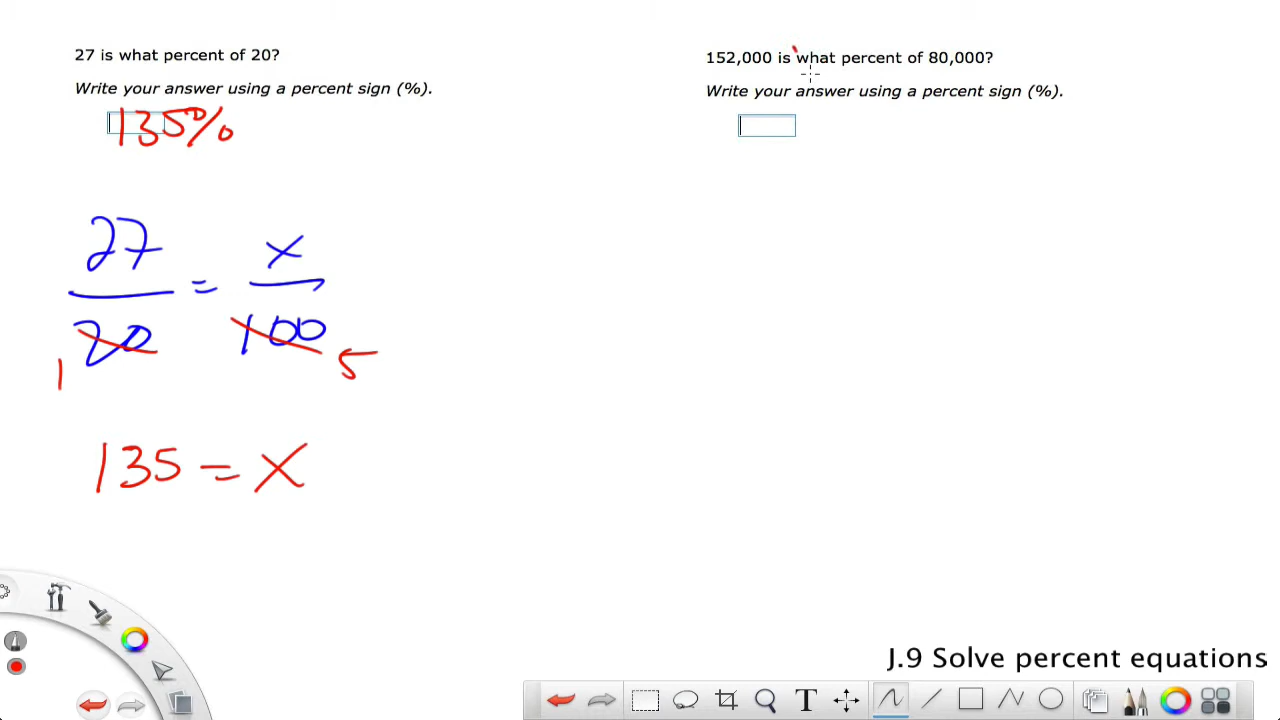 27 is what percent of 20?
Write your answer using a percent sign (%).
135%
27/20 = x/100
1 5
135 = x
152,000 is what percent of 80,000?
Write your answer using a percent sign (%).
J.9 Solve percent equations
T